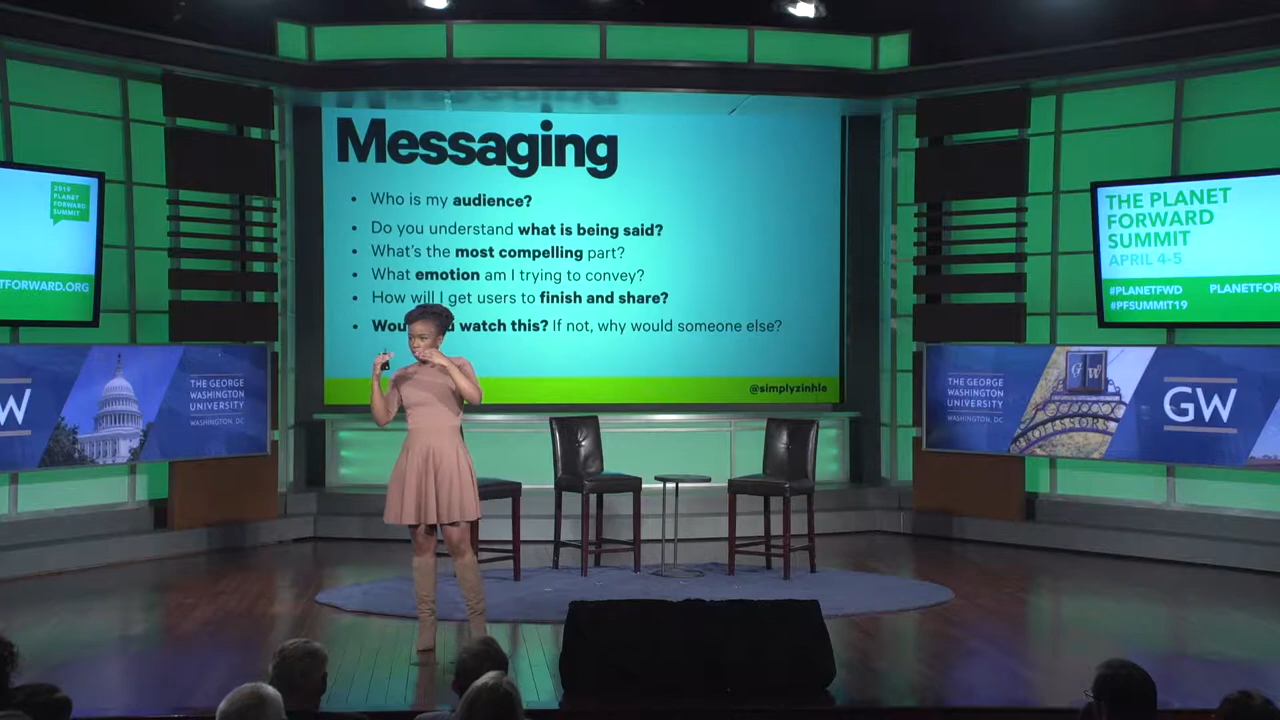 Messaging
• Who is my audience?
• Do you understand what is being said?
• What's the most compelling part?
• What emotion am I trying to convey?
• How will I get users to finish and share?
• watch this? If not, why would someone else?
@simplyzinhle
2019
PLANET
FORWARD
SUMMIT
TFORWARD.ORG
THE PLANET
FORWARD
SUMMIT
APRIL 4-5
#PLANETFWD PLANETFOR
#PFSUMMIT19
W
THE GEORGE
WASHINGTON
UNIVERSITY
WASHINGTON, DC
THE GEORGE
WASHINGTON
UNIVERSITY
WASHINGTON, DC
GW
PROFESSORS
GW